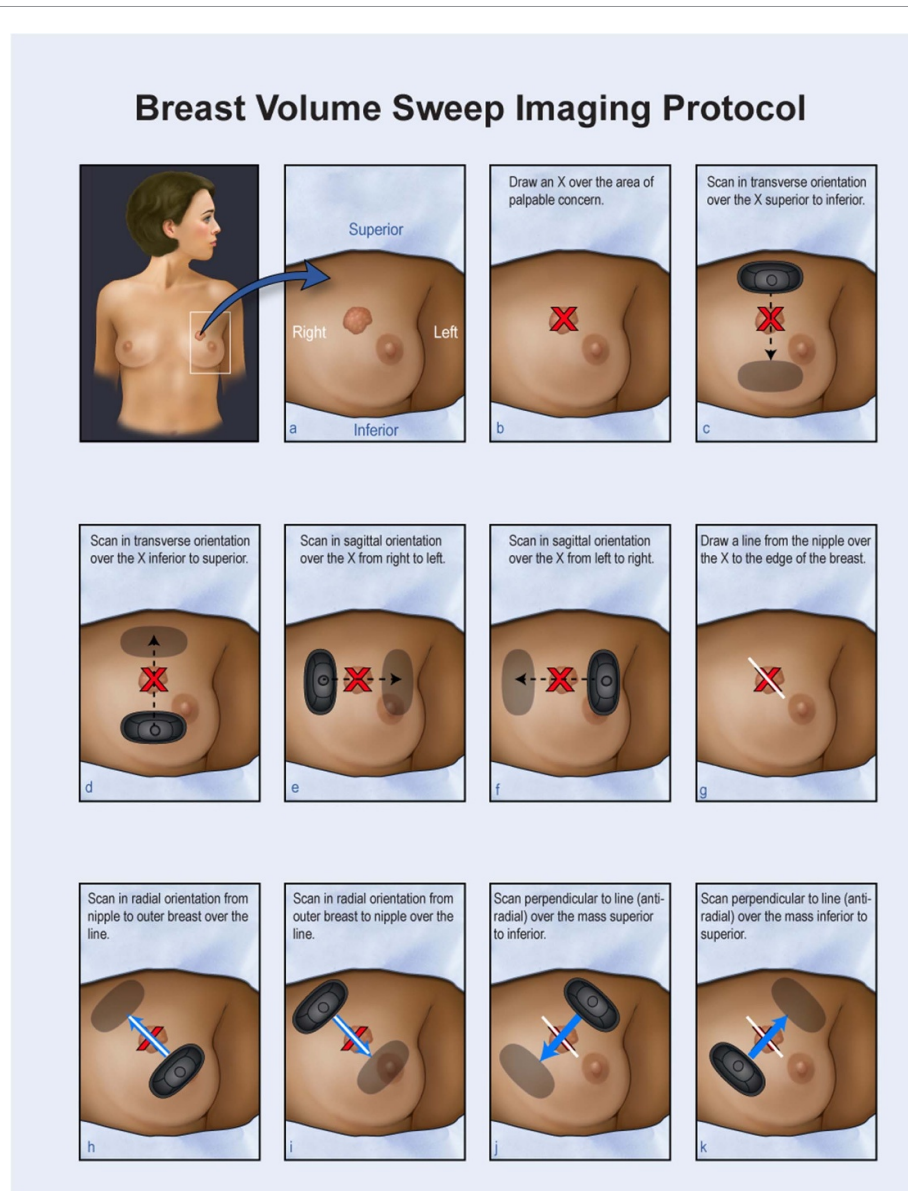 Breast Volume Sweep Imaging Protocol
Superior
Right
Left
a
Inferior
Draw an X over the area of
palpable concern.
b
Scan in transverse orientation
over the X superior to inferior.
c
Scan in transverse orientation
over the X inferior to superior.
d
Scan in sagittal orientation
over the X from right to left.
e
Scan in sagittal orientation
over the X from left to right.
f
Draw a line from the nipple over
the X to the edge of the breast.
g
Scan in radial orientation from
nipple to outer breast over the
line.
h
Scan in radial orientation from
outer breast to nipple over the
line.
i
Scan perpendicular to line (anti-
radial) over the mass superior
to inferior.
j
Scan perpendicular to line (anti-
radial) over the mass inferior to
superior.
k